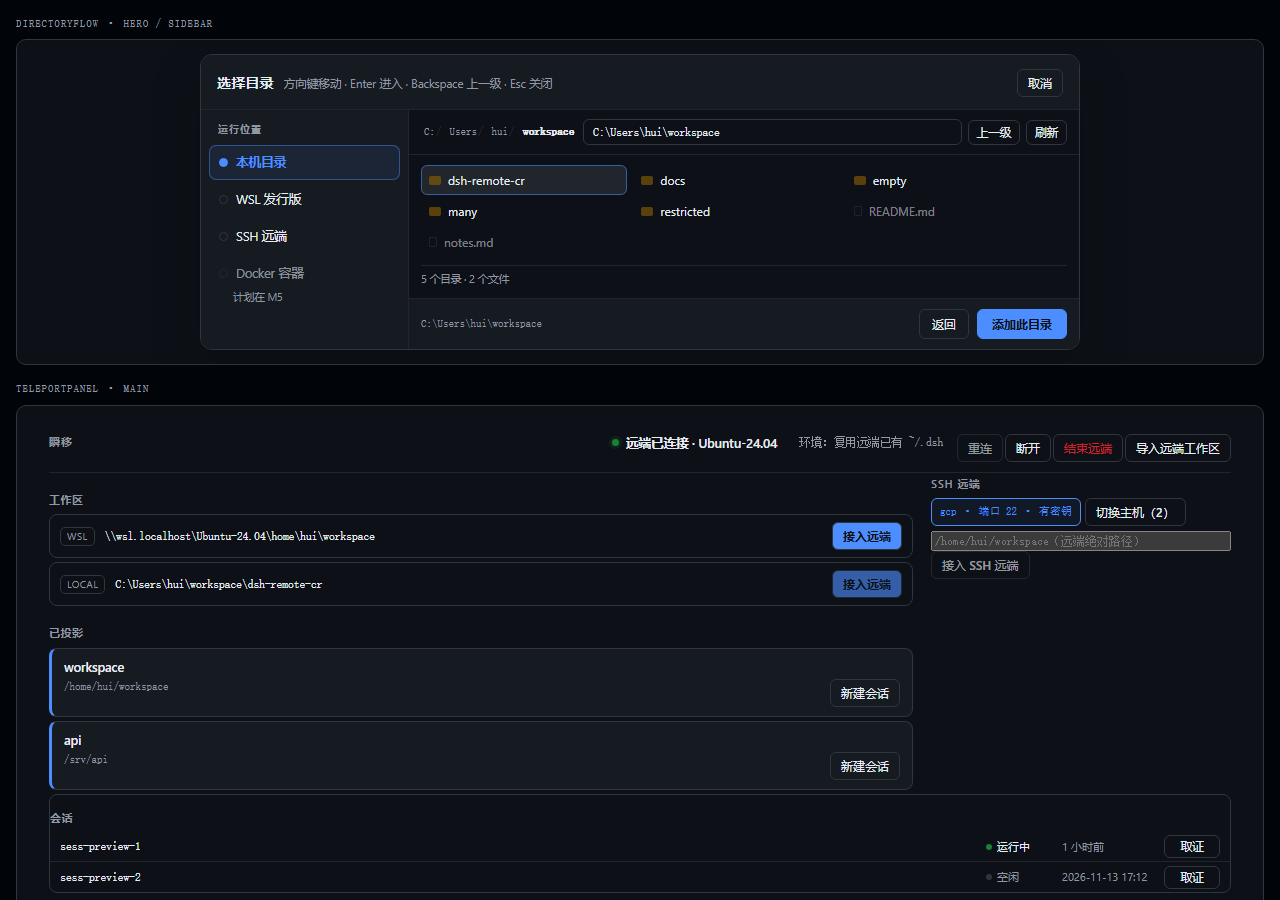 DIRECTORYFLOW • HERO / SIDEBAR
选择目录 方向键移动 · Enter 进入 · Backspace 上一级 · Esc 关闭 取消
运行位置
本机目录
WSL 发行版
SSH 远端
Docker 容器
计划在 M5
C:/ Users/ hui/ workspace C:\Users\hui\workspace 上一级 刷新
dsh-remote-cr docs empty
many restricted README.md
notes.md
5 个目录 · 2 个文件
C:\Users\hui\workspace 返回 添加此目录
TELEPORTPANEL • MAIN
瞬移 远端已连接 · Ubuntu-24.04 环境: 复用远端已有 ~/.dsh 重连 断开 结束远端 导入远端工作区
工作区
WSL \\wsl.localhost\Ubuntu-24.04\home\hui\workspace 接入远端
LOCAL C:\Users\hui\workspace\dsh-remote-cr 接入远端
SSH 远端
gcp · 端口 22 · 有密钥 切换主机（2）
/home/hui/workspace（远端绝对路径）
接入 SSH 远端
已投影
workspace
/home/hui/workspace
新建会话
api
/srv/api
新建会话
会话
sess-preview-1 运行中 1 小时前 取证
sess-preview-2 空闲 2026-11-13 17:12 取证